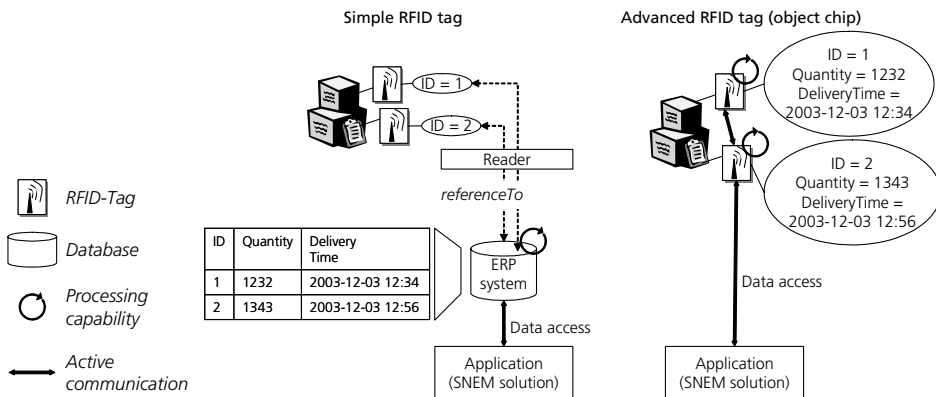 Simple RFID tag
Advanced RFID tag (object chip)
ID = 1
ID = 2
Reader
referenceTo
ID = 1
Quantity = 1232
DeliveryTime =
2003-12-03 12:34
ID = 2
Quantity = 1343
DeliveryTime =
2003-12-03 12:56
RFID-Tag
Database
Processing
capability
Active
communication
ID Quantity Delivery
Time
1 1232 2003-12-03 12:34
2 1343 2003-12-03 12:56
ERP
system
Data access
Application
(SNEM solution)
Data access
Application
(SNEM solution)